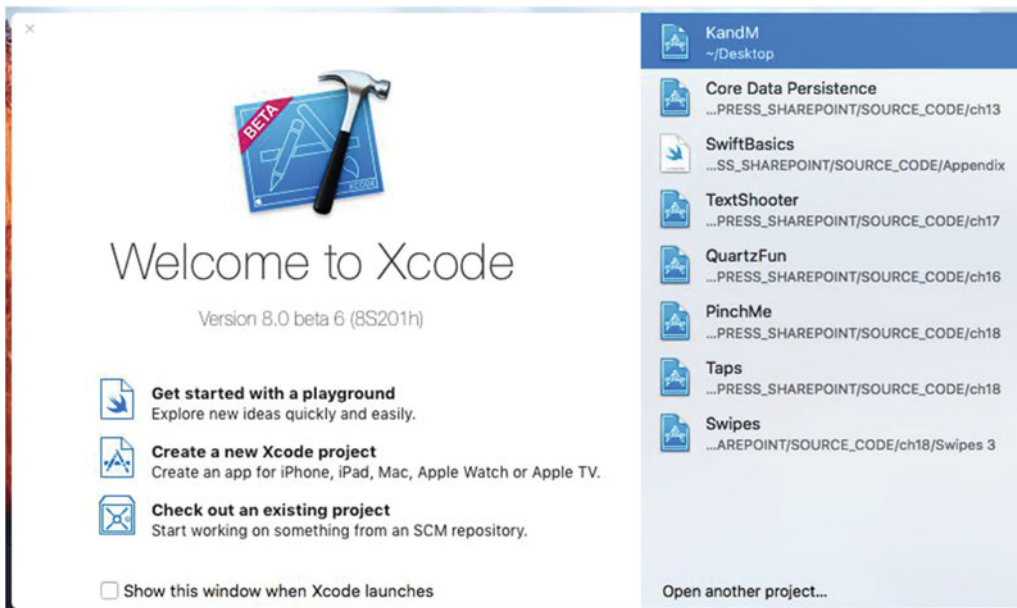 BETA
XCODE
Welcome to Xcode
Version 8.0 beta 6 (8S201h)
Get started with a playground
Explore new ideas quickly and easily.
Create a new Xcode project
Create an app for iPhone, iPad, Mac, Apple Watch or Apple TV.
Check out an existing project
Start working on something from an SCM repository.
Show this window when Xcode launches
KandM
~/Desktop
Core Data Persistence
...PRESS_SHAREPOINT/SOURCE_CODE/ch13
SwiftBasics
...SS_SHAREPOINT/SOURCE_CODE/Appendix
TextShooter
...PRESS_SHAREPOINT/SOURCE_CODE/ch17
QuartzFun
...PRESS_SHAREPOINT/SOURCE_CODE/ch16
PinchMe
...PRESS_SHAREPOINT/SOURCE_CODE/ch18
Taps
...PRESS_SHAREPOINT/SOURCE_CODE/ch18
Swipes
...AREPOINT/SOURCE_CODE/ch18/Swipes 3
Open another project...